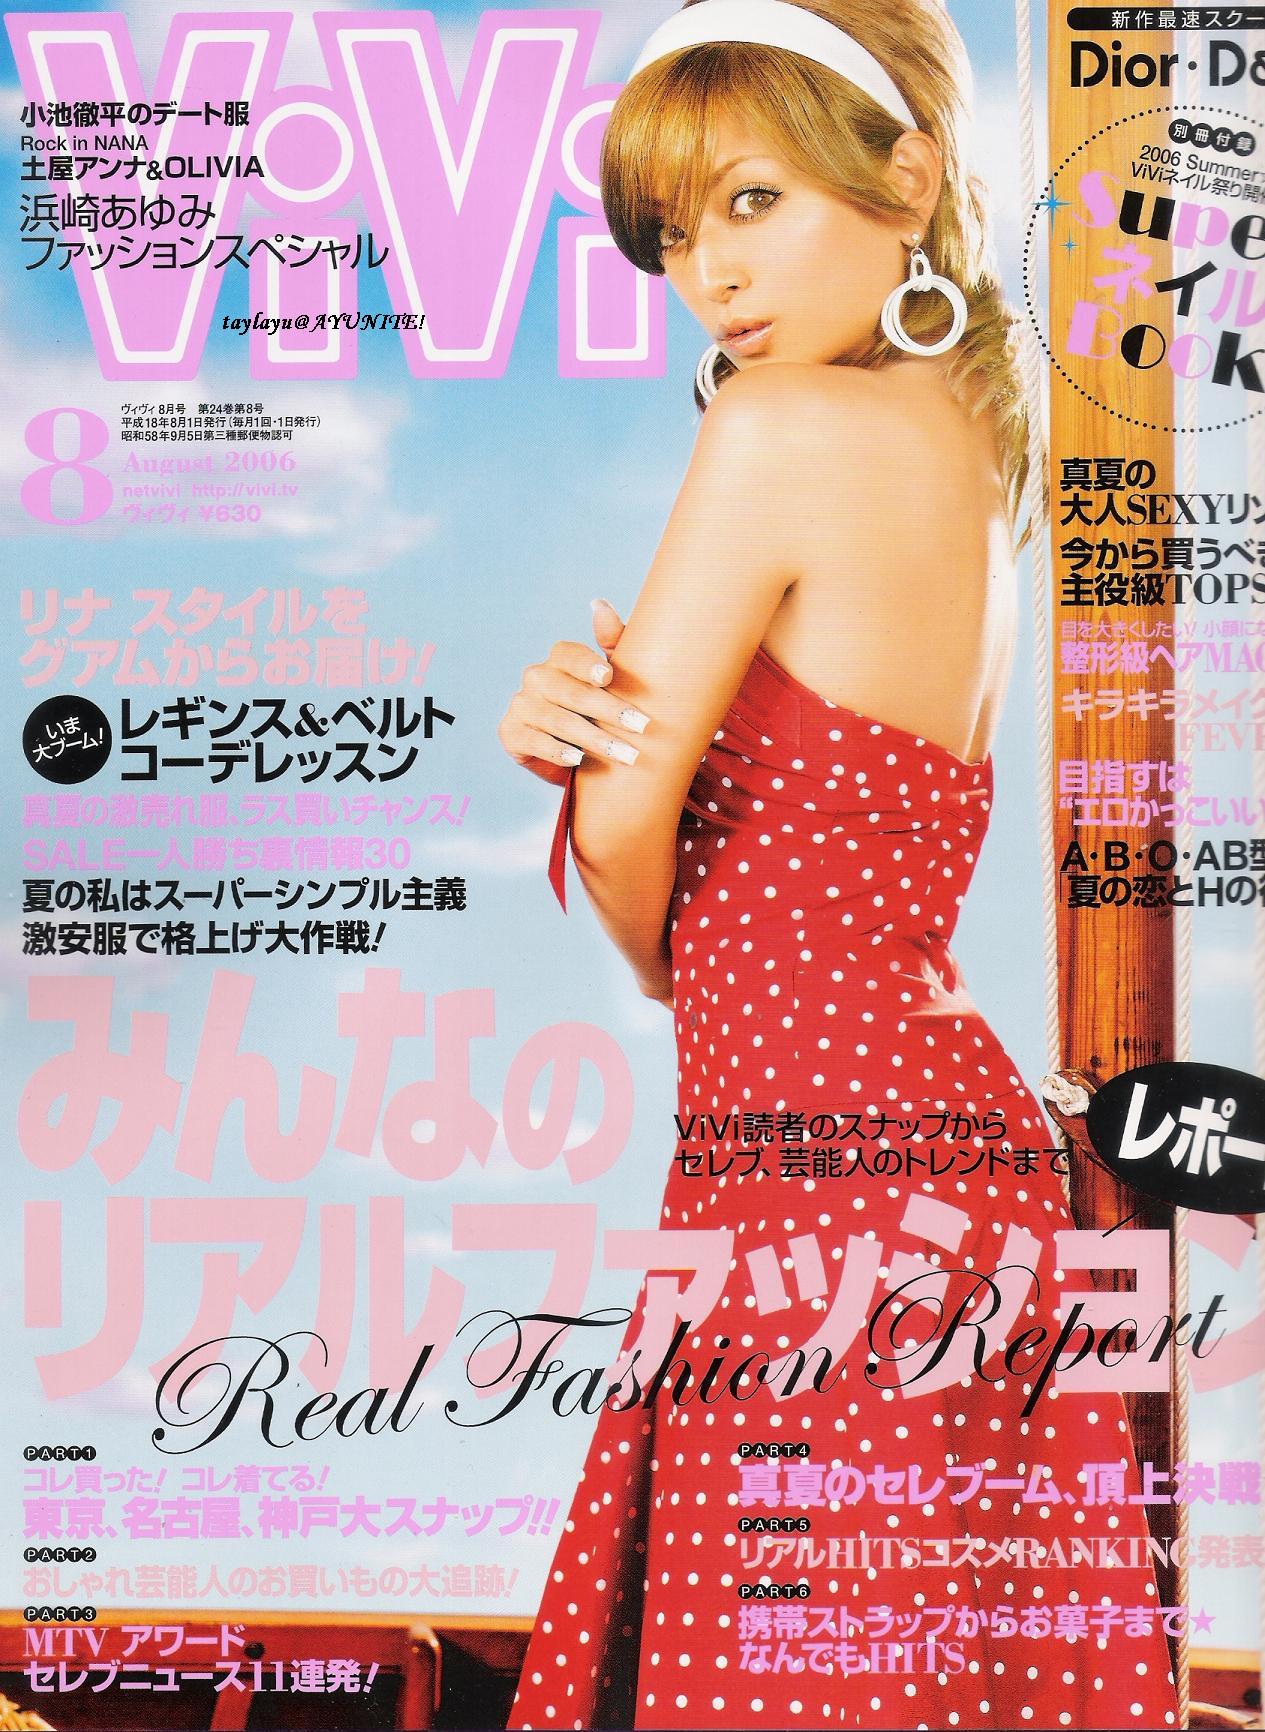 ViVi
小池徹平のデート服
Rock in NANA
土屋アンナ&OLIVIA
浜崎あゆみ
ファッションスペシャル
taylayu@AYUNITE!
8
ヴィヴィ 8月号 第24巻第8号
平成18年8月1日発行(毎月1回・1日発行)
昭和58年9月5日第三種郵便物認可
August 2006
netvivi http://vivi.tv
ヴィヴィ ¥630
リナ スタイルを
グアムからお届け!
いま
大ブーム!
レギンス&ベルト
コーデレッスン
真夏の激売れ服、ラス買いチャンス!
SALE一人勝ち裏情報30
夏の私はスーパーシンプル主義
激安服で格上げ大作戦!
新作最速スクー
Dior・D&
別冊付録
2006 Summer
ViViネイル祭り開
Supe
ネイル
Book
真夏の
大人SEXYリン
今から買うべき
主役級TOPS
目を大きくしたい! 小顔にな
整形級ヘアMA
キラキラメイク
FEVE
目指すは
“エロかっこいい
A・B・O・AB型
「夏の恋とHの
みんなの
リアルファッション
レポー
ViVi読者のスナップから
セレブ、芸能人のトレンドまで
Real Fashion Report
PART1
コレ買った! コレ着てる!
東京、名古屋、神戸大スナップ!!
PART2
おしゃれ芸能人のお買いもの大追跡!
PART3
MTV アワード
セレブニュース11連発!
PART4
真夏のセレブーム、頂上決戦
PART5
リアルHITSコスメRANKING発表
PART6
携帯ストラップからお菓子まで★
なんでもHITS